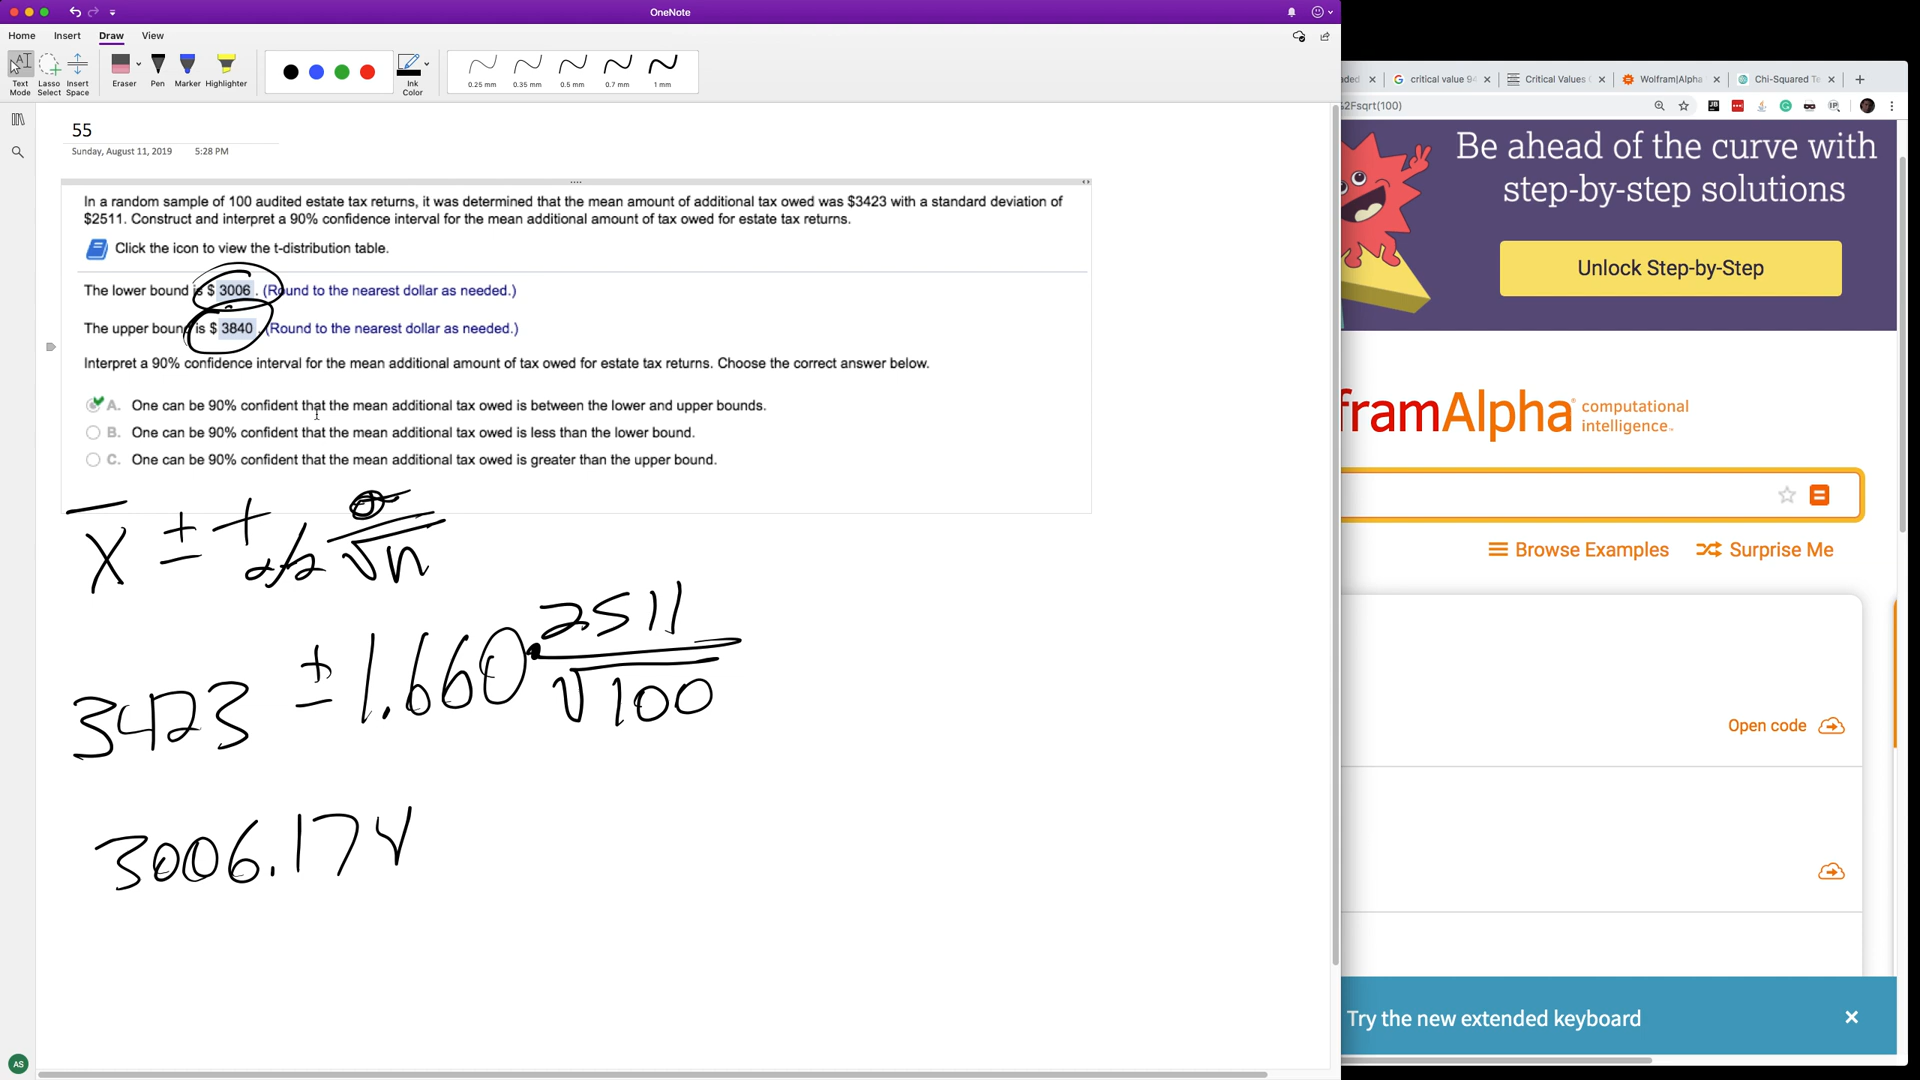 OneNote
Home Insert Draw View
Text Mode
Lasso Select
Insert Space
Eraser
Pen
Marker
Highlighter
Ink Color
0.25 mm
0.35 mm
0.5 mm
0.7 mm
1 mm
55
Sunday, August 11, 2019 5:28 PM
In a random sample of 100 audited estate tax returns, it was determined that the mean amount of additional tax owed was $3423 with a standard deviation of
$2511. Construct and interpret a 90% confidence interval for the mean additional amount of tax owed for estate tax returns.
Click the icon to view the t-distribution table.
The lower bound is $ 3006 . (Round to the nearest dollar as needed.)
The upper bound is $ 3840 . (Round to the nearest dollar as needed.)
Interpret a 90% confidence interval for the mean additional amount of tax owed for estate tax returns. Choose the correct answer below.
A. One can be 90% confident that the mean additional tax owed is between the lower and upper bounds.
B. One can be 90% confident that the mean additional tax owed is less than the lower bound.
C. One can be 90% confident that the mean additional tax owed is greater than the upper bound.
x̄ ± t α/2 σ/√n
3423 ± 1.660 · 2511/√100
3006.174
AS
aded
critical value 94
Critical Values
Wolfram|Alpha
Chi-Squared Te
2Fsqrt(100)
Be ahead of the curve with
step-by-step solutions
Unlock Step-by-Step
framAlpha computational
intelligence™
Browse Examples Surprise Me
Open code
Try the new extended keyboard